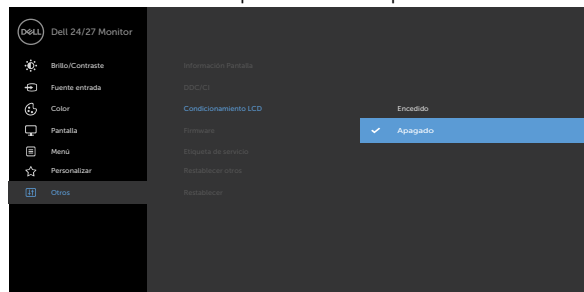 DELL Dell 24/27 Monitor
Brillo/Contraste Información Pantalla
Fuente entrada DDC/CI
Color Condicionamiento LCD Encedido
Pantalla Firmware Apagado
Menú Etiqueta de servicio
Personalizar Restablecer otros
Otros Restablecer